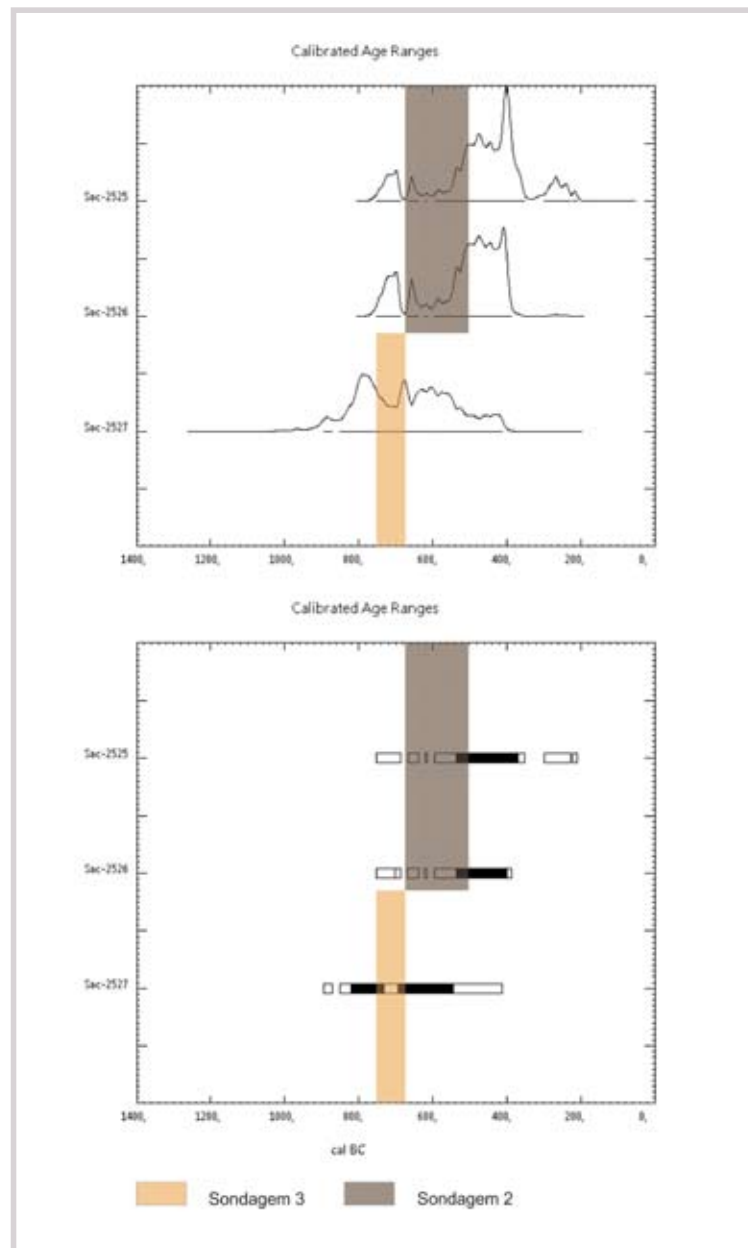 Calibrated Age Ranges
Sac-2525
Sac-2526
Sac-2527
1400, 1200, 1000, 800, 600, 400, 200, 0,
Calibrated Age Ranges
Sac-2525
Sac-2526
Sac-2527
1400, 1200, 1000, 800, 600, 400, 200, 0,
cal BC
Sondagem 3 Sondagem 2